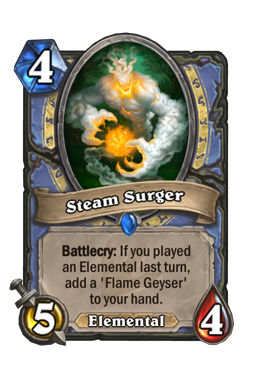 4
Steam Surger
Battlecry: If you played
an Elemental last turn,
add a 'Flame Geyser'
to your hand.
5
Elemental
4